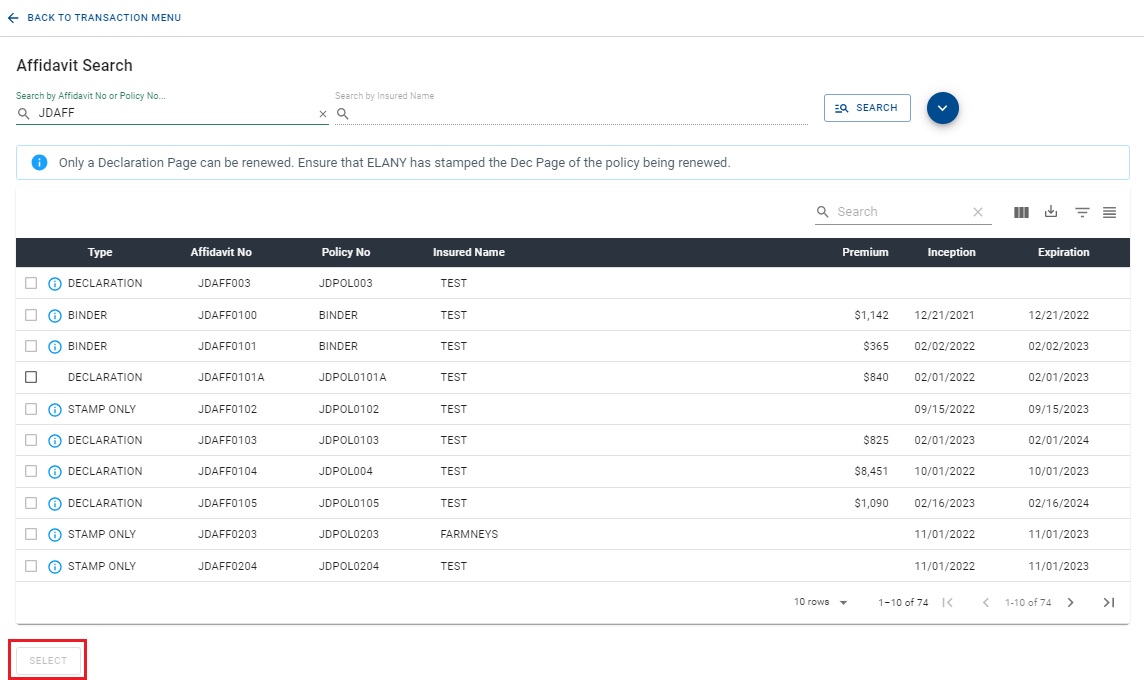 BACK TO TRANSACTION MENU
Affidavit Search
Search by Affidavit No or Policy No... Search by Insured Name
JDAFF
SEARCH
Only a Declaration Page can be renewed. Ensure that ELANY has stamped the Dec Page of the policy being renewed.
Search
Type Affidavit No Policy No Insured Name Premium Inception Expiration
DECLARATION JDAFF003 JDPOL003 TEST
BINDER JDAFF0100 BINDER TEST $1,142 12/21/2021 12/21/2022
BINDER JDAFF0101 BINDER TEST $365 02/02/2022 02/02/2023
DECLARATION JDAFF0101A JDPOL0101A TEST $840 02/01/2022 02/01/2023
STAMP ONLY JDAFF0102 JDPOL0102 TEST 09/15/2022 09/15/2023
DECLARATION JDAFF0103 JDPOL0103 TEST $825 02/01/2023 02/01/2024
DECLARATION JDAFF0104 JDPOL004 TEST $8,451 10/01/2022 10/01/2023
DECLARATION JDAFF0105 JDPOL0105 TEST $1,090 02/16/2023 02/16/2024
STAMP ONLY JDAFF0203 JDPOL0203 FARMNEYS 11/01/2022 11/01/2023
STAMP ONLY JDAFF0204 JDPOL0204 TEST 11/01/2022 11/01/2023
10 rows 1–10 of 74 1-10 of 74
SELECT